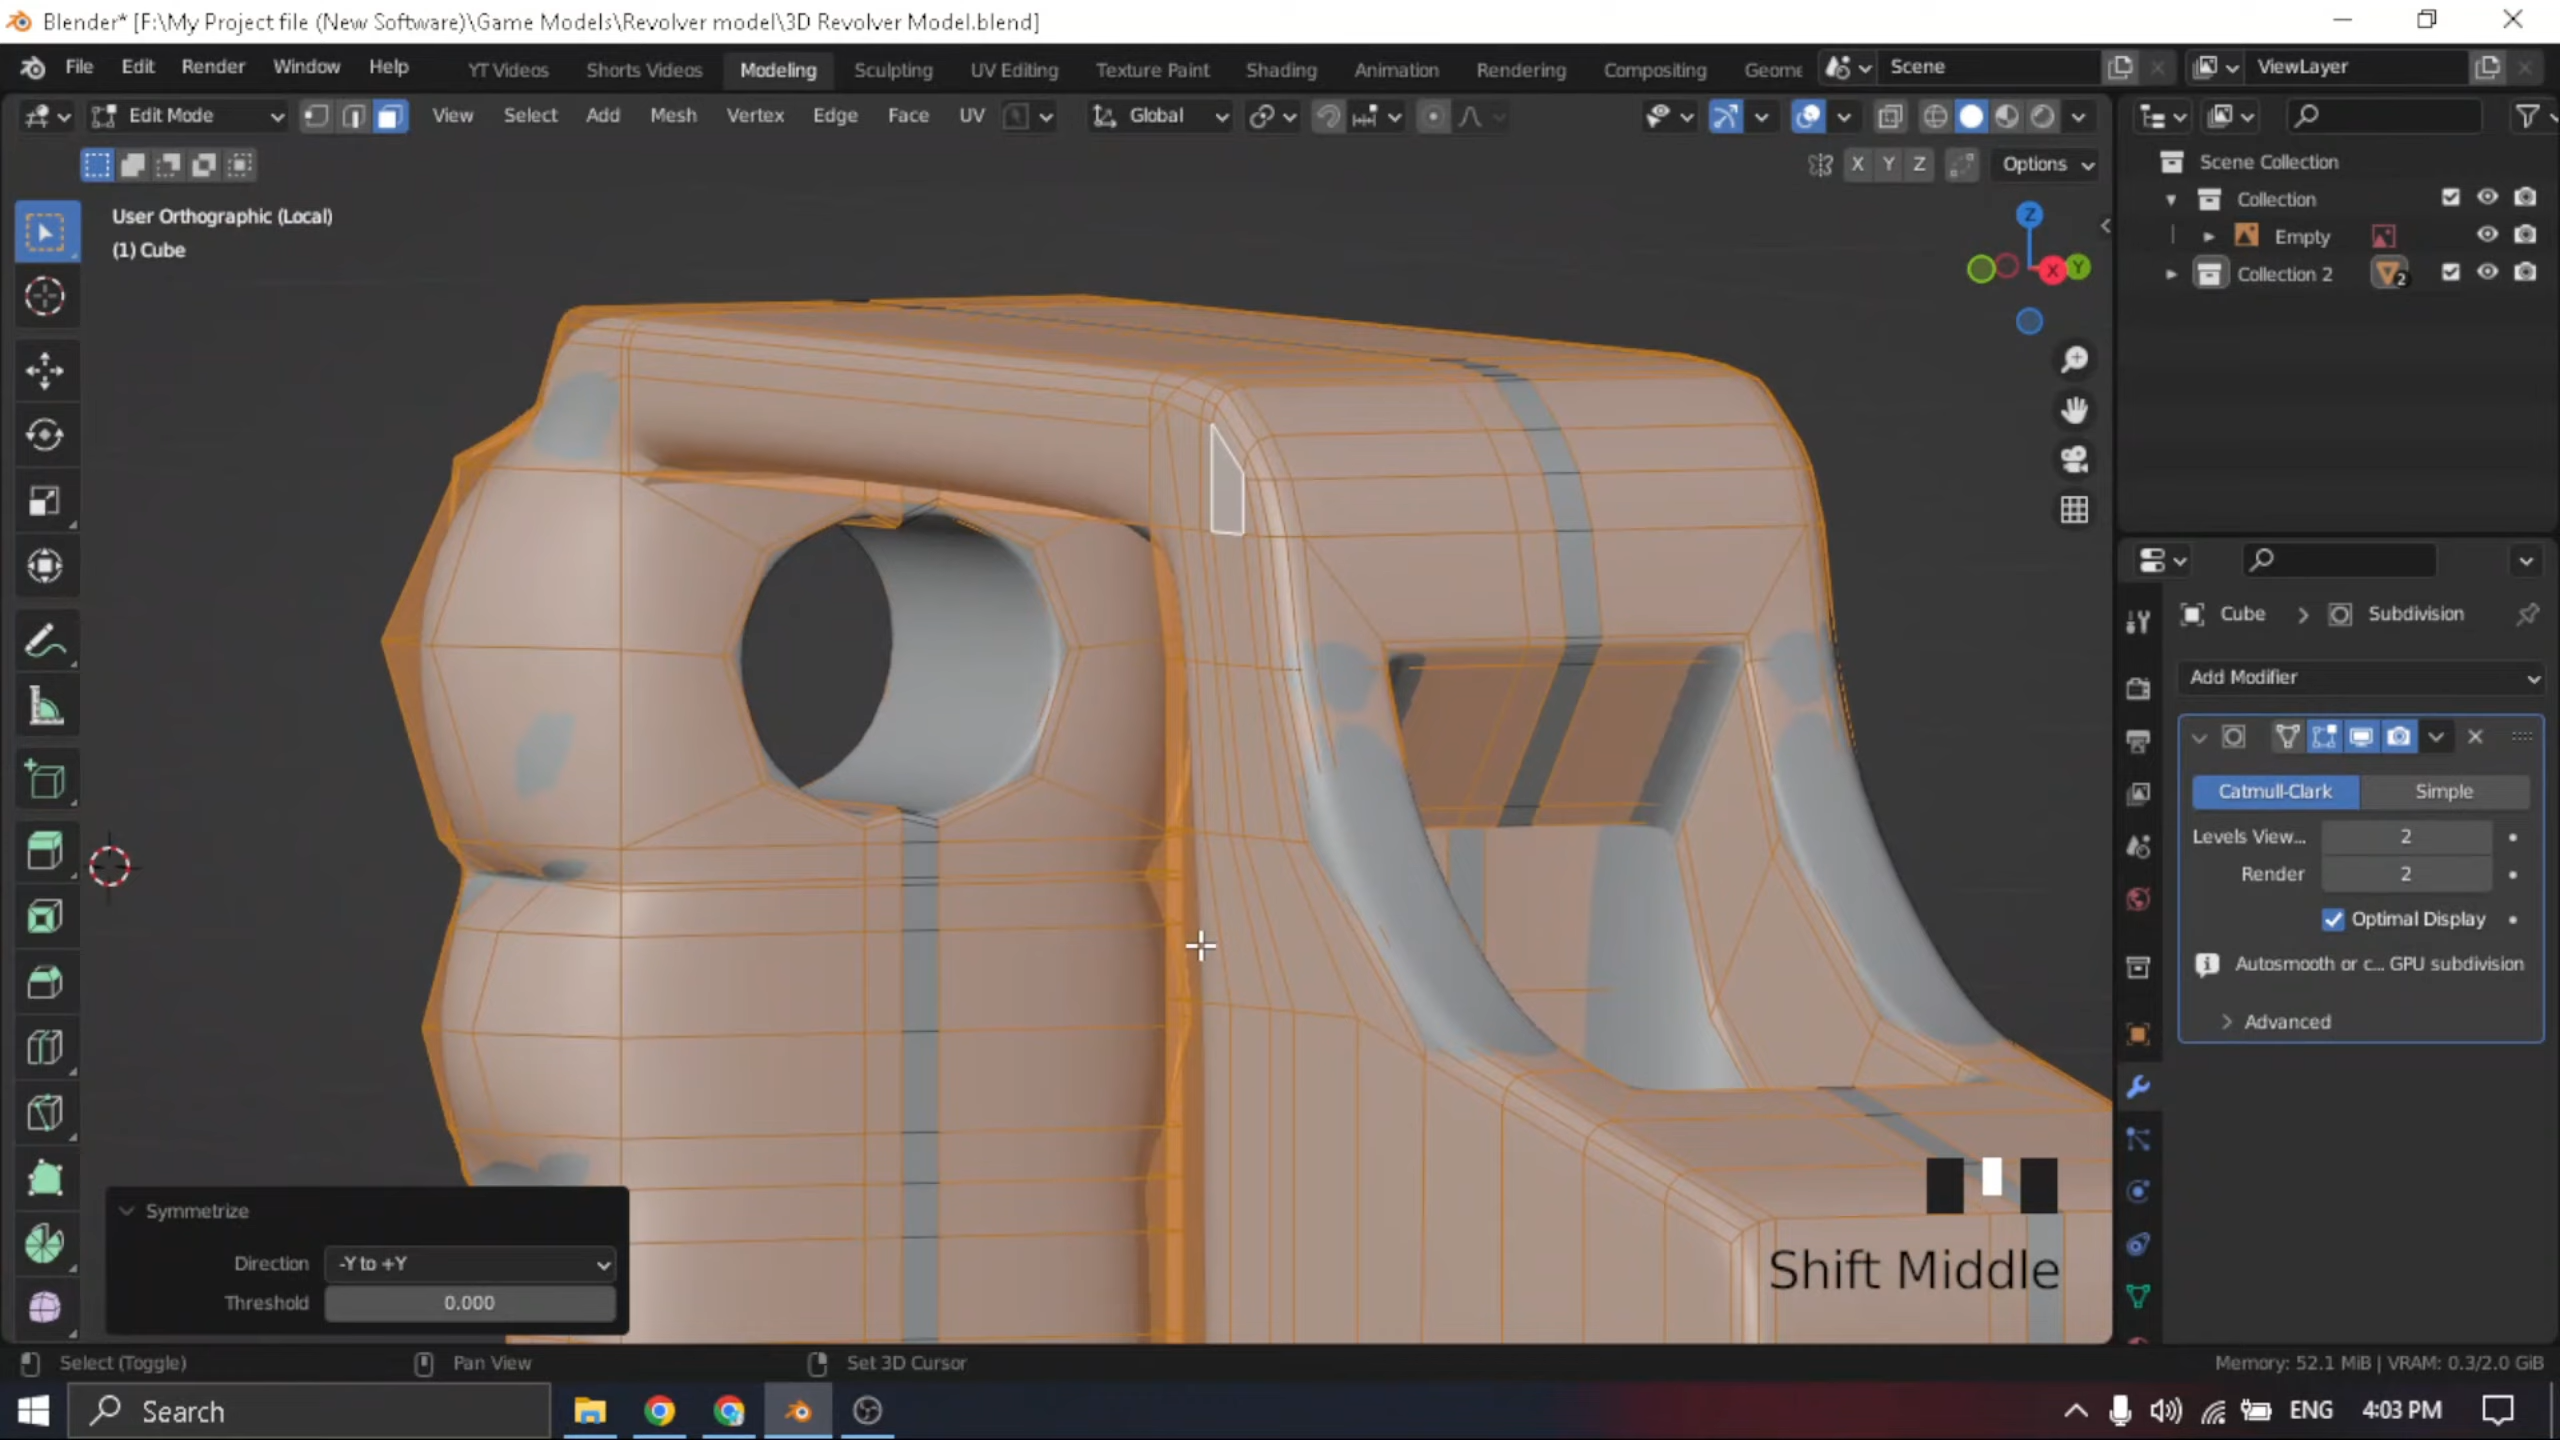 Blender* [F:\My Project file (New Software)\Game Models\Revolver model\3D Revolver Model.blend]
File Edit Render Window Help YT Videos Shorts Videos Modeling Sculpting UV Editing Texture Paint Shading Animation Rendering Compositing Geome Scene ViewLayer
Edit Mode View Select Add Mesh Vertex Edge Face UV Global
X Y Z Options
User Orthographic (Local)
(1) Cube
Z
X Y
Scene Collection
Collection
Empty
Collection 2 2
Cube > Subdivision
Add Modifier
Catmull-Clark Simple
Levels View... 2
Render 2
Optimal Display
Autosmooth or c... GPU subdivision
Advanced
Symmetrize
Direction -Y to +Y
Threshold 0.000
Shift Middle
Select (Toggle) Pan View Set 3D Cursor Memory: 52.1 MiB | VRAM: 0.3/2.0 GiB
Search ENG 4:03 PM